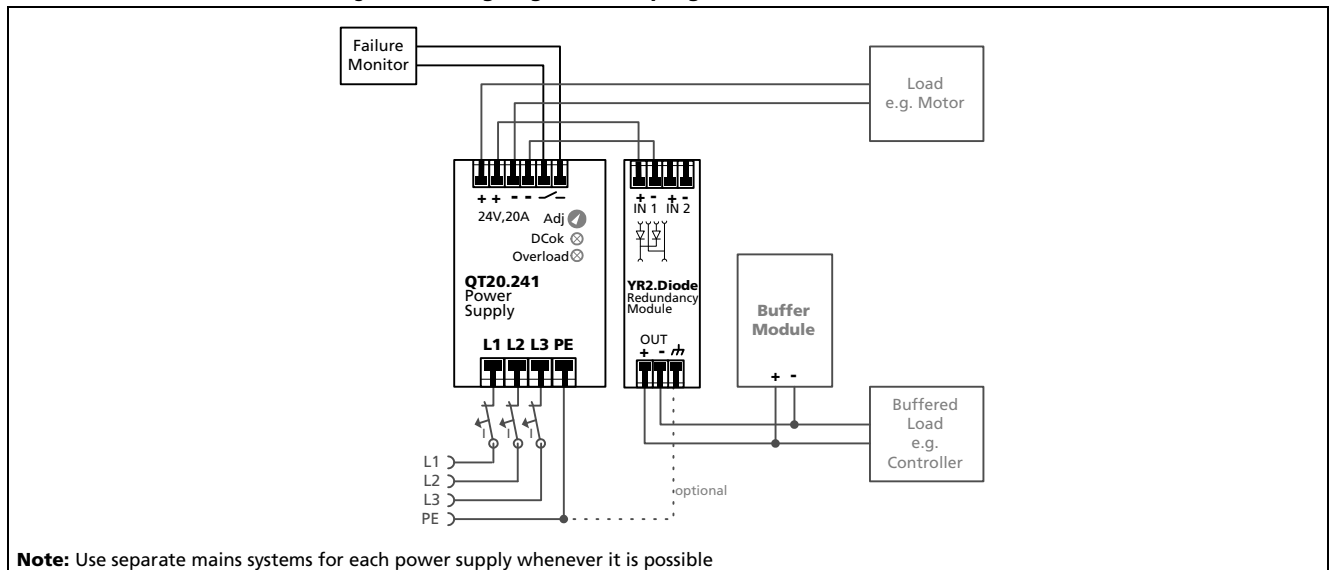 Failure
Monitor
Load
e.g. Motor
+ + - -
24V,20A
Adj
DCok
Overload
QT20.241
Power
Supply
L1 L2 L3 PE
+ - + -
IN 1 IN 2
YR2.Diode
Redundancy
Module
OUT
+ -
Buffer
Module
+ -
Buffered
Load
e.g.
Controller
I
I
I
L1
L2
L3
PE
optional
Note: Use separate mains systems for each power supply whenever it is possible